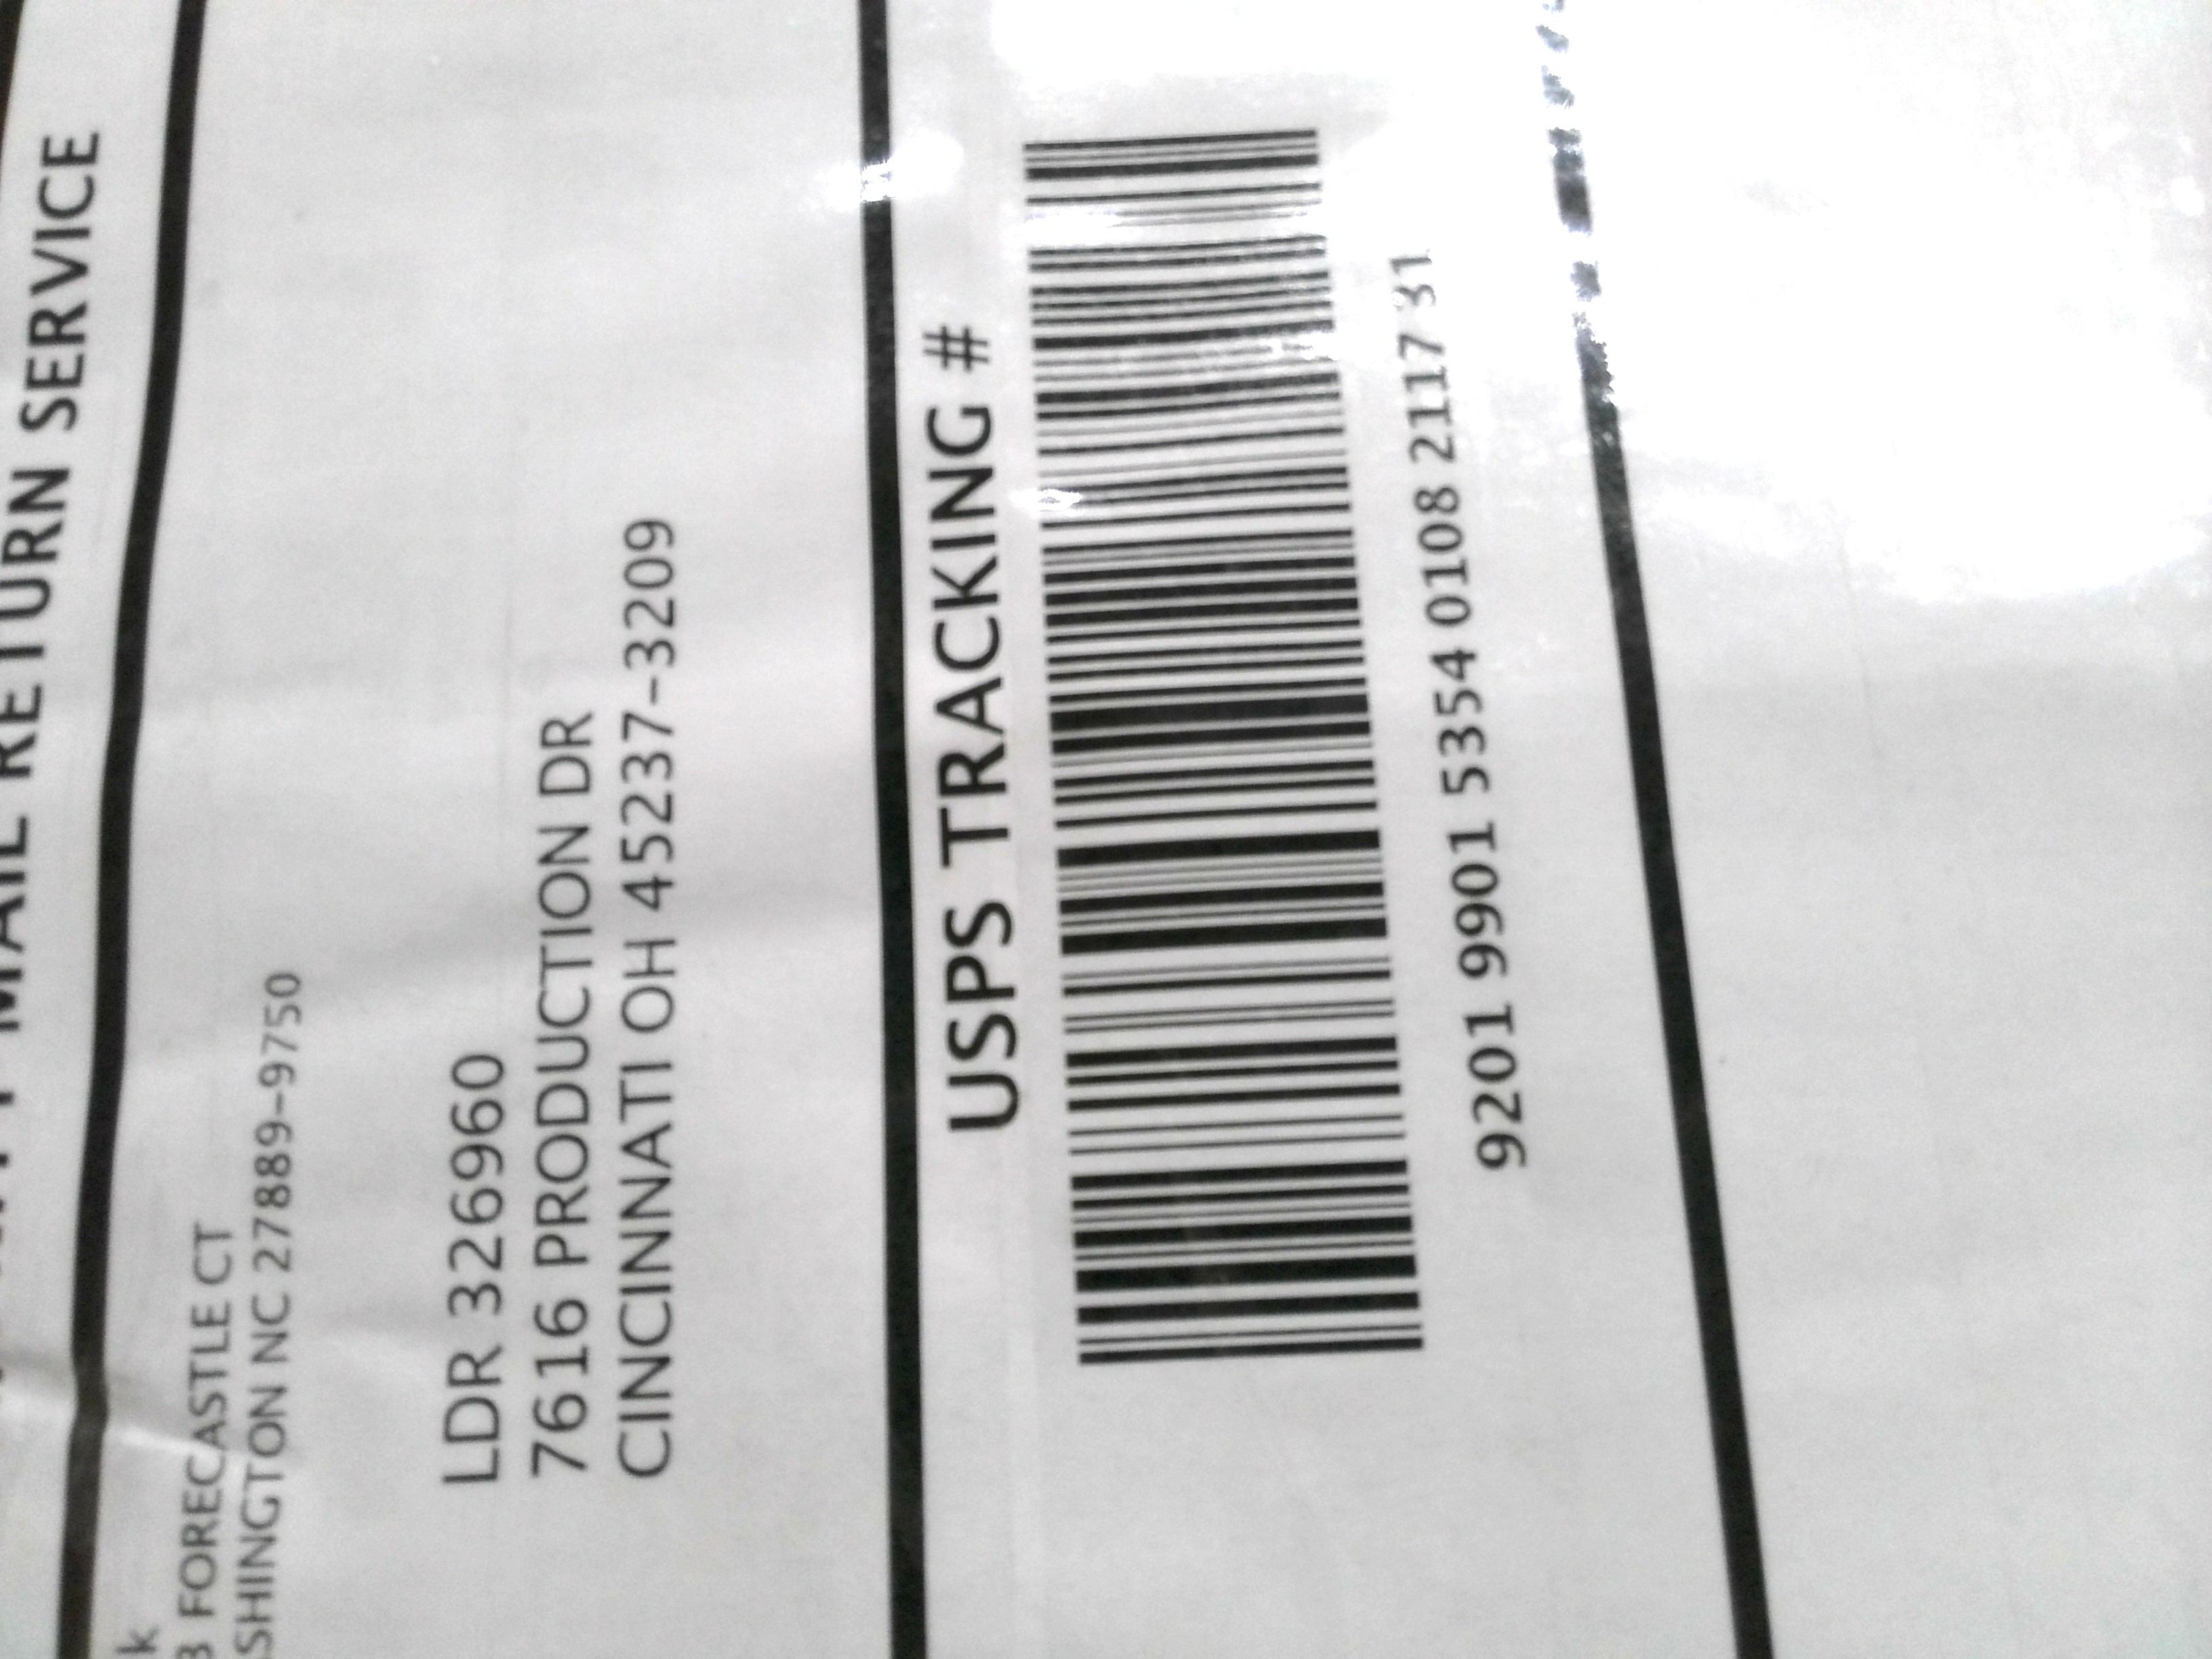 MAIL RETURN SERVICE
k
3 FORECASTLE CT
SHINGTON NC 27889-9750
LDR 326960
7616 PRODUCTION DR
CINCINNATI OH 45237-3209
USPS TRACKING #
9201 9901 5354 0108 2117 31